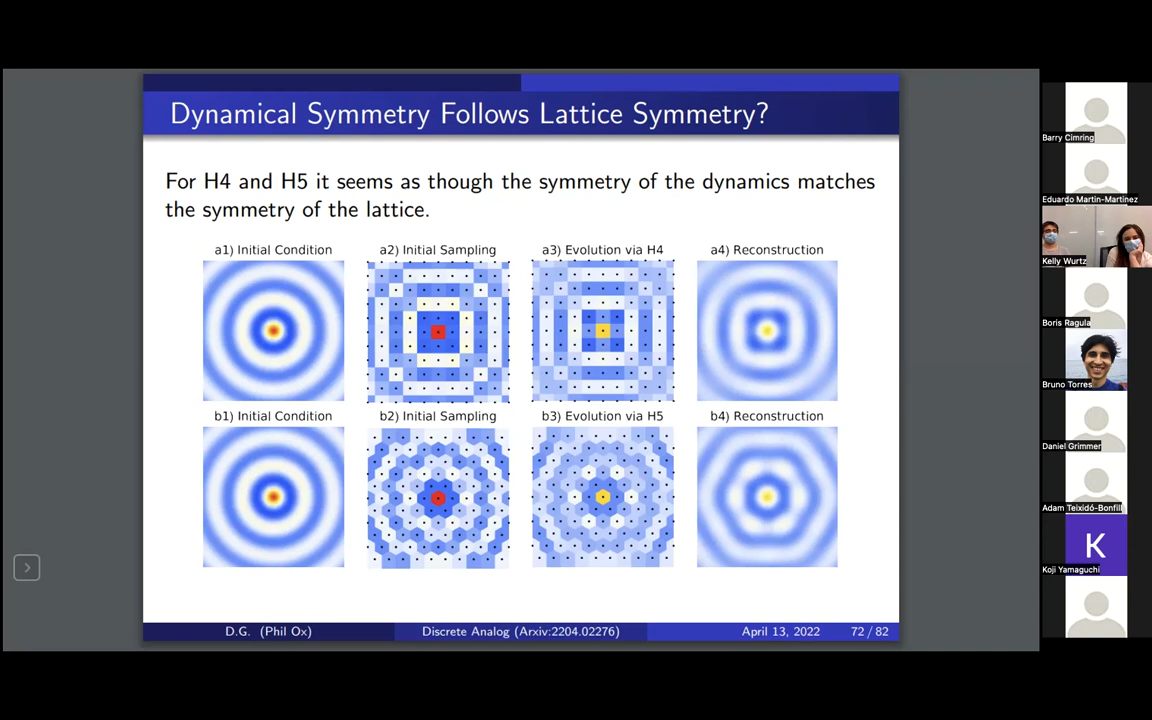 Dynamical Symmetry Follows Lattice Symmetry?
For H4 and H5 it seems as though the symmetry of the dynamics matches
the symmetry of the lattice.
a1) Initial Condition
a2) Initial Sampling
a3) Evolution via H4
a4) Reconstruction
b1) Initial Condition
b2) Initial Sampling
b3) Evolution via H5
b4) Reconstruction
D.G. (Phil Ox)
Discrete Analog (Arxiv:2204.02276)
April 13, 2022
72 / 82
Barry Cimring
Eduardo Martin-Martinez
Kelly Wurtz
Boris Ragula
Bruno Torres
Daniel Grimmer
Adam Teixidó-Bonfill
K
Koji Yamaguchi